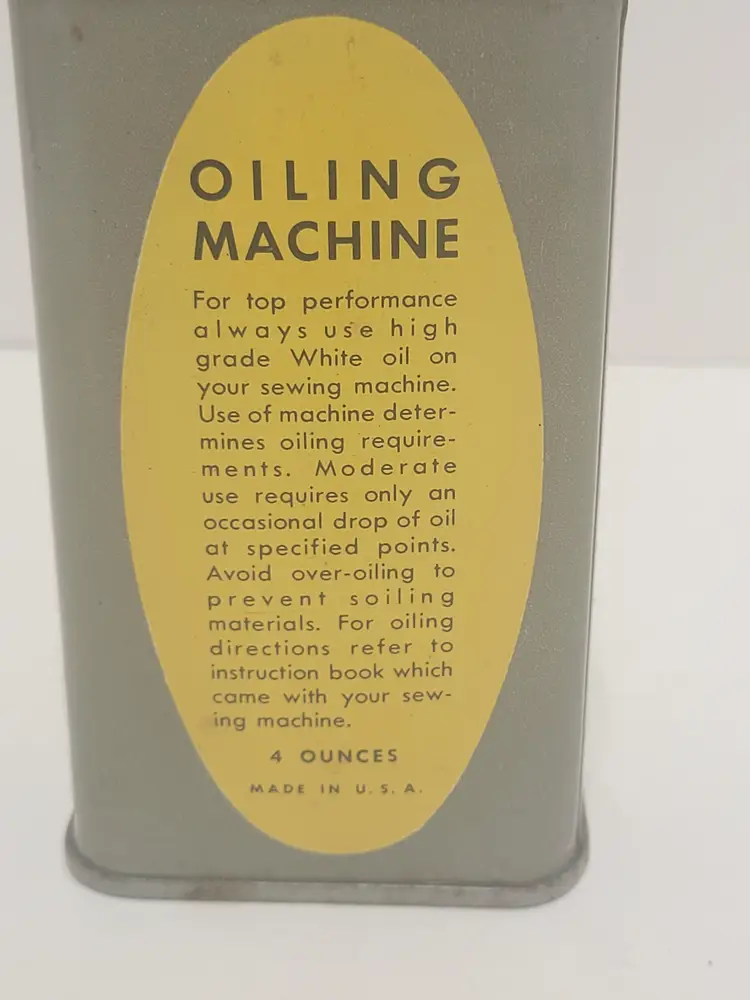 OILING
MACHINE
For top performance
always use high
grade White oil on
your sewing machine.
Use of machine deter-
mines oiling require-
ments. Moderate
use requires only an
occasional drop of oil
at specified points.
Avoid over-oiling to
prevent soiling
materials. For oiling
directions refer to
instruction book which
came with your sew-
ing machine.
4 OUNCES
MADE IN U.S.A.